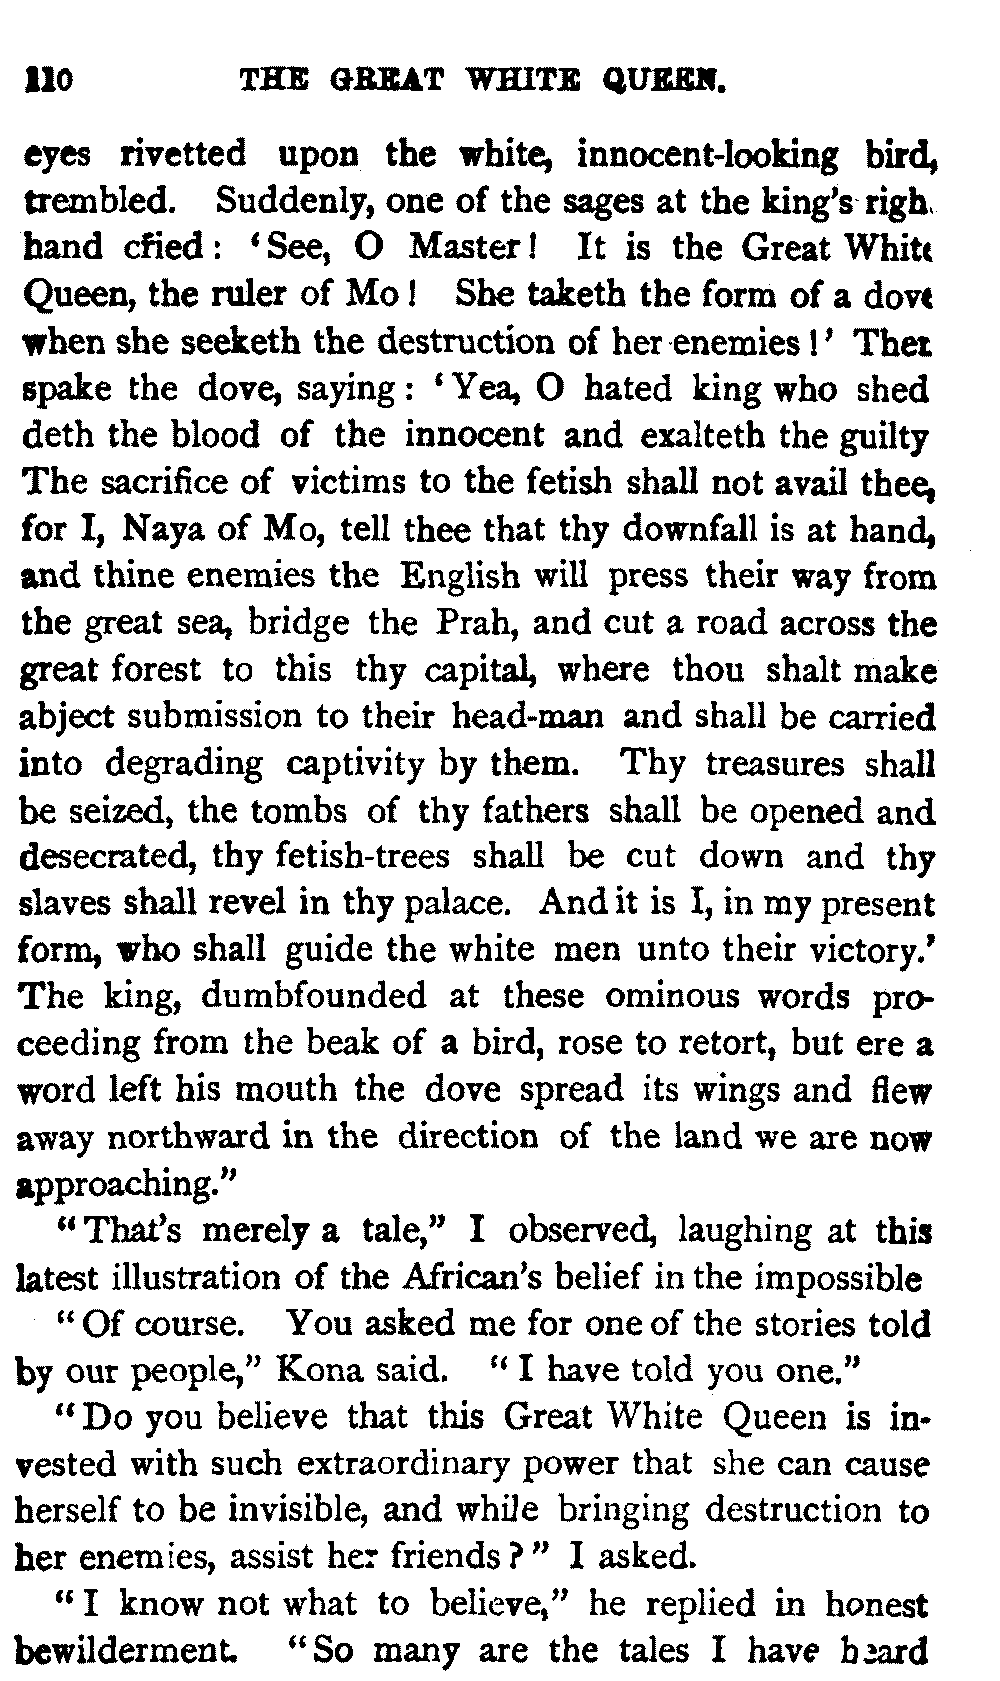 110 THE GREAT WHITE QUEEN.
eyes rivetted upon the white, innocent-looking bird,
trembled. Suddenly, one of the sages at the king's righ
hand cried: 'See, O Master! It is the Great White
Queen, the ruler of Mo! She taketh the form of a dove
when she seeketh the destruction of her enemies!' Then
spake the dove, saying: 'Yea, O hated king who shed
deth the blood of the innocent and exalteth the guilty
The sacrifice of victims to the fetish shall not avail thee,
for I, Naya of Mo, tell thee that thy downfall is at hand,
and thine enemies the English will press their way from
the great sea, bridge the Prah, and cut a road across the
great forest to this thy capital, where thou shalt make
abject submission to their head-man and shall be carried
into degrading captivity by them. Thy treasures shall
be seized, the tombs of thy fathers shall be opened and
desecrated, thy fetish-trees shall be cut down and thy
slaves shall revel in thy palace. And it is I, in my present
form, who shall guide the white men unto their victory.'
The king, dumbfounded at these ominous words pro-
ceeding from the beak of a bird, rose to retort, but ere a
word left his mouth the dove spread its wings and flew
away northward in the direction of the land we are now
approaching."
"That's merely a tale," I observed, laughing at this
latest illustration of the African's belief in the impossible
"Of course. You asked me for one of the stories told
by our people," Kona said. "I have told you one."
"Do you believe that this Great White Queen is in-
vested with such extraordinary power that she can cause
herself to be invisible, and while bringing destruction to
her enemies, assist her friends?" I asked.
"I know not what to believe," he replied in honest
bewilderment. "So many are the tales I have heard